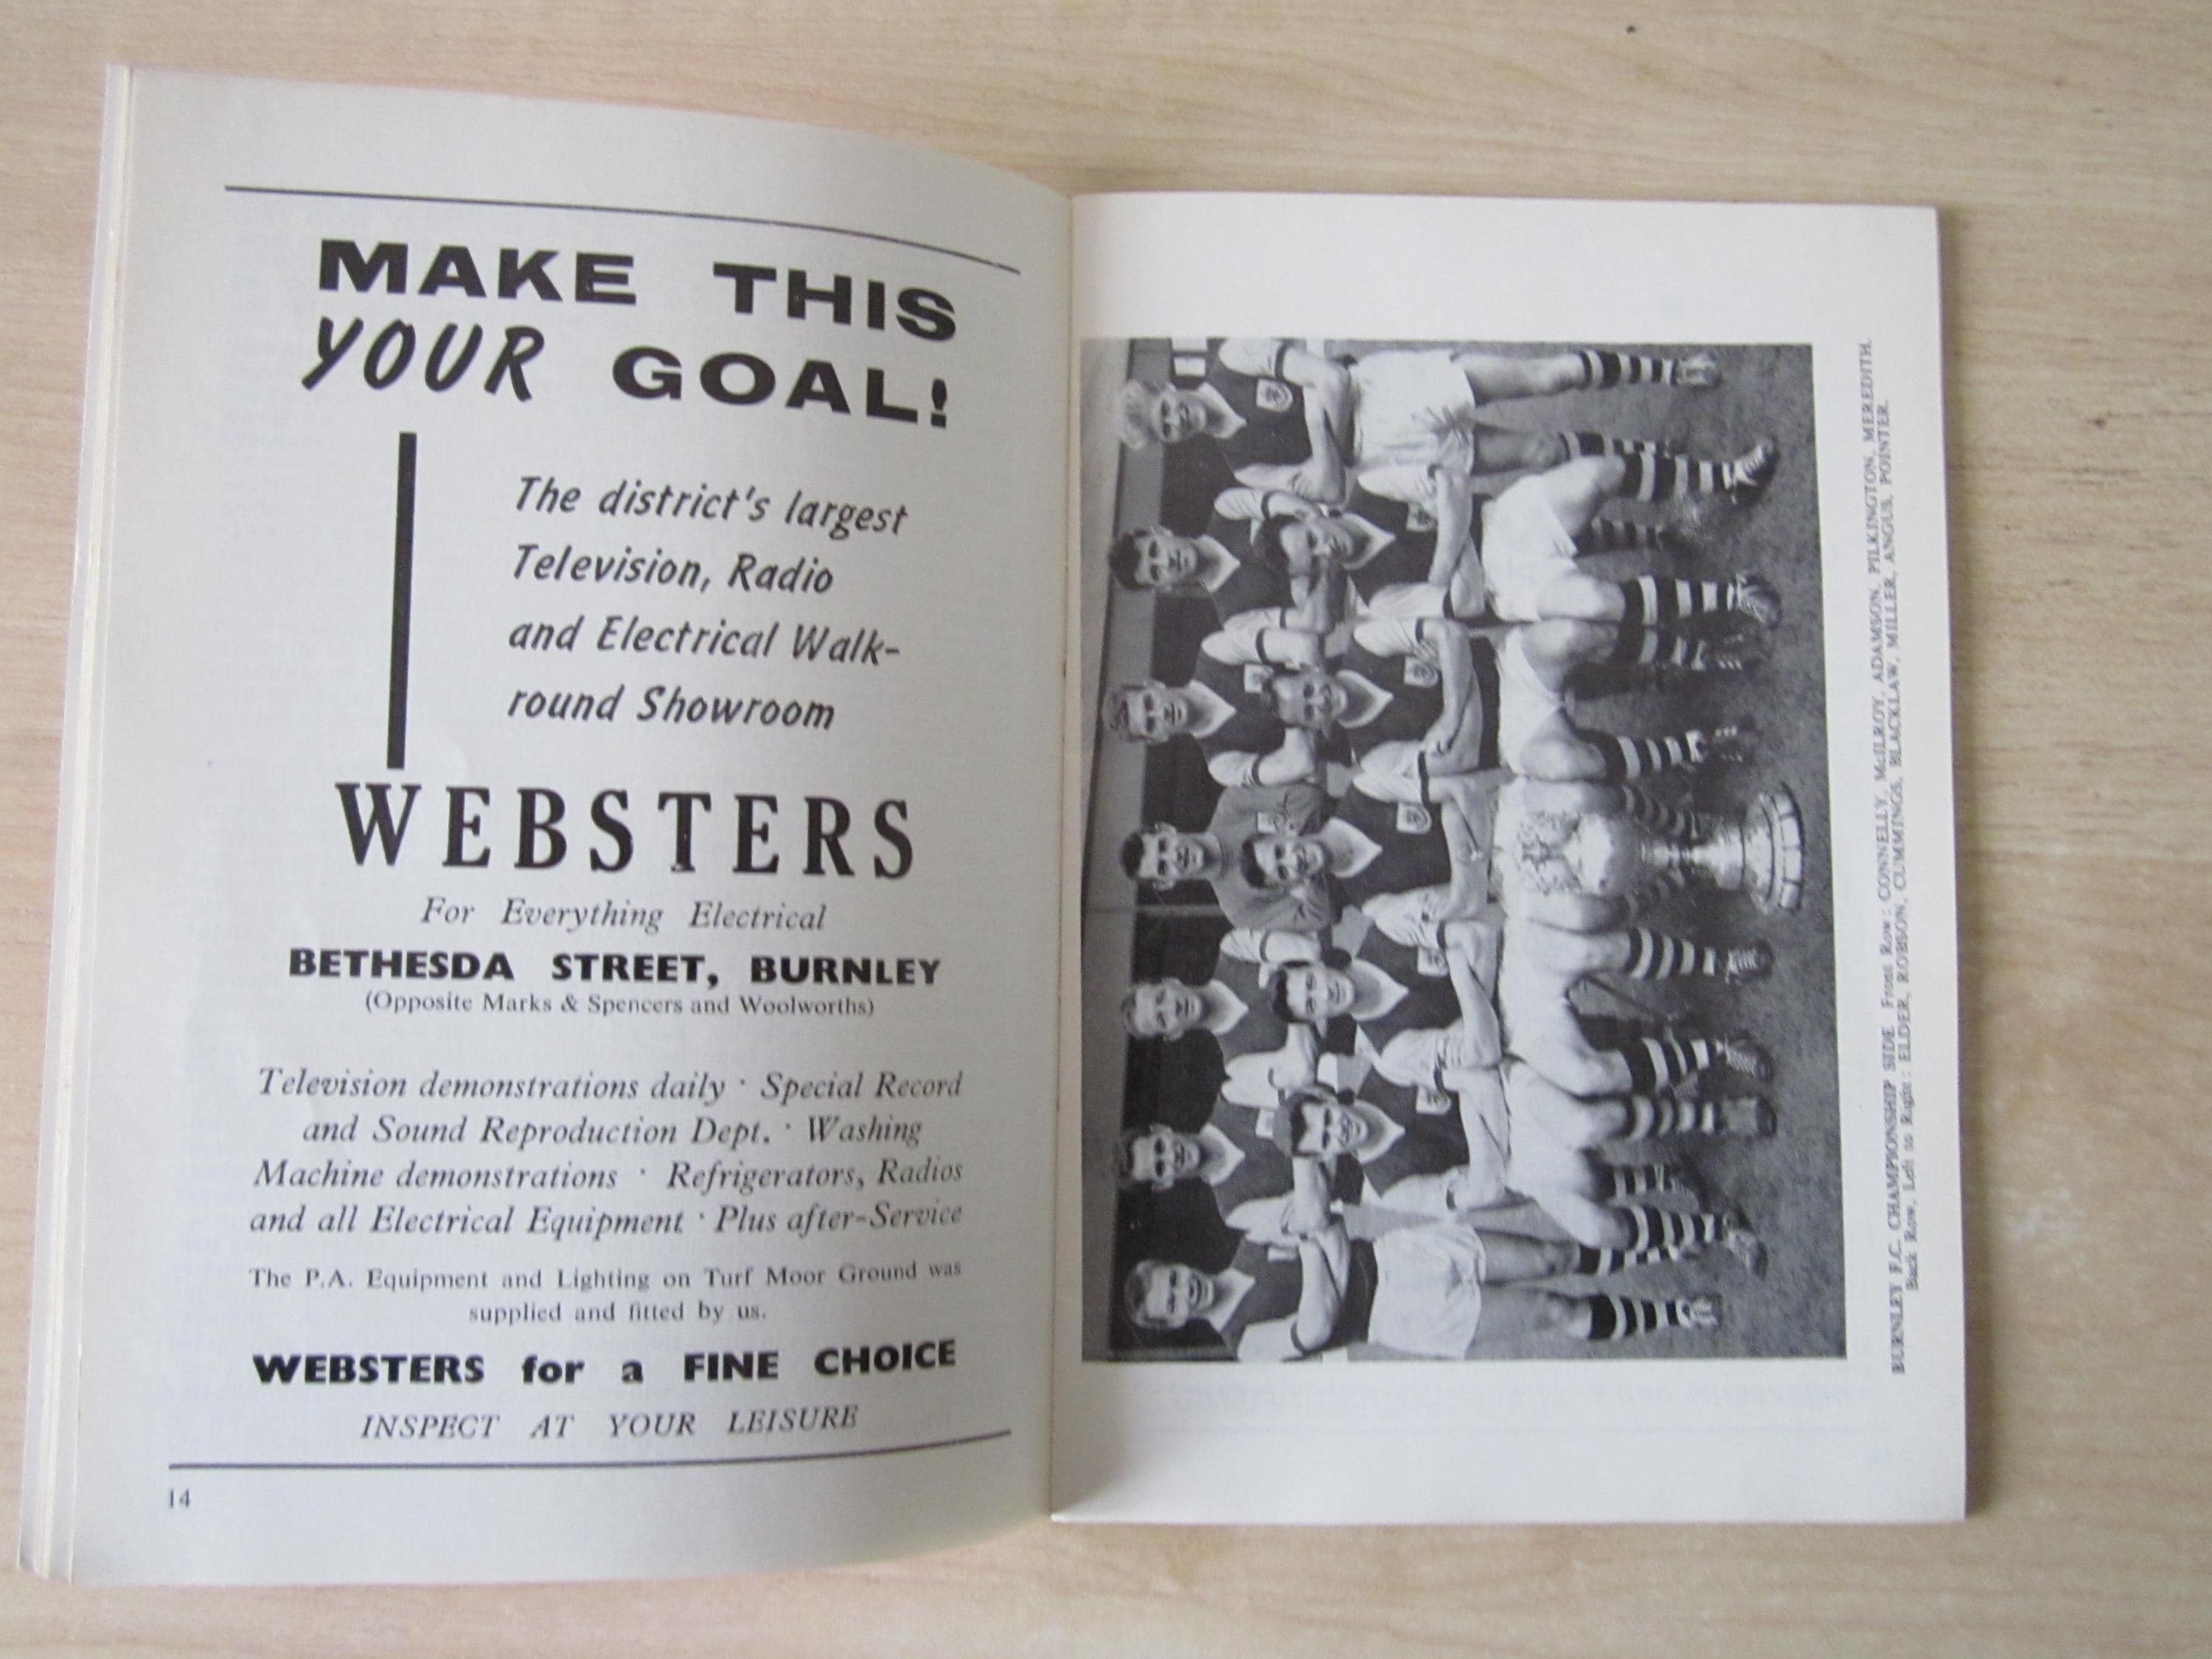 MAKE THIS
YOUR GOAL!
The district's largest
Television, Radio
and Electrical Walk-
round Showroom
WEBSTERS
For Everything Electrical
BETHESDA STREET, BURNLEY
(Opposite Marks & Spencers and Woolworths)
Television demonstrations daily · Special Record
and Sound Reproduction Dept. · Washing
Machine demonstrations · Refrigerators, Radios
and all Electrical Equipment · Plus after-Service
The P.A. Equipment and Lighting on Turf Moor Ground was
supplied and fitted by us.
WEBSTERS for a FINE CHOICE
INSPECT AT YOUR LEISURE
14
BURNLEY F.C. CHAMPIONSHIP SIDE Front Row: CONNELLY, McILROY, ADAMSON, PILKINGTON, MEREDITH.
Back Row, Left to Right: ELDER, ROBSON, CUMMINGS, BLACKLAW, MILLER, ANGUS, POINTER.